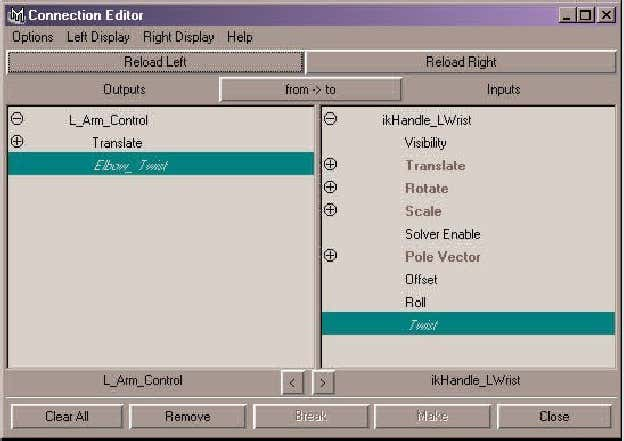 Connection Editor
Options Left Display Right Display Help
Reload Left Reload Right
Outputs from -> to Inputs
L_Arm_Control ikHandle_LWrist
Translate Visibility
Elbow_ Twist Translate
Rotate
Scale
Solver Enable
Pole Vector
Offset
Roll
Twist
L_Arm_Control < > ikHandle_LWrist
Clear All Remove Break Make Close